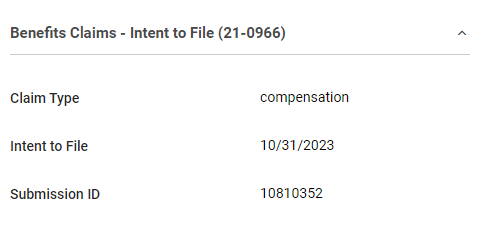 Benefits Claims - Intent to File (21-0966)
Claim Type compensation
Intent to File 10/31/2023
Submission ID 10810352